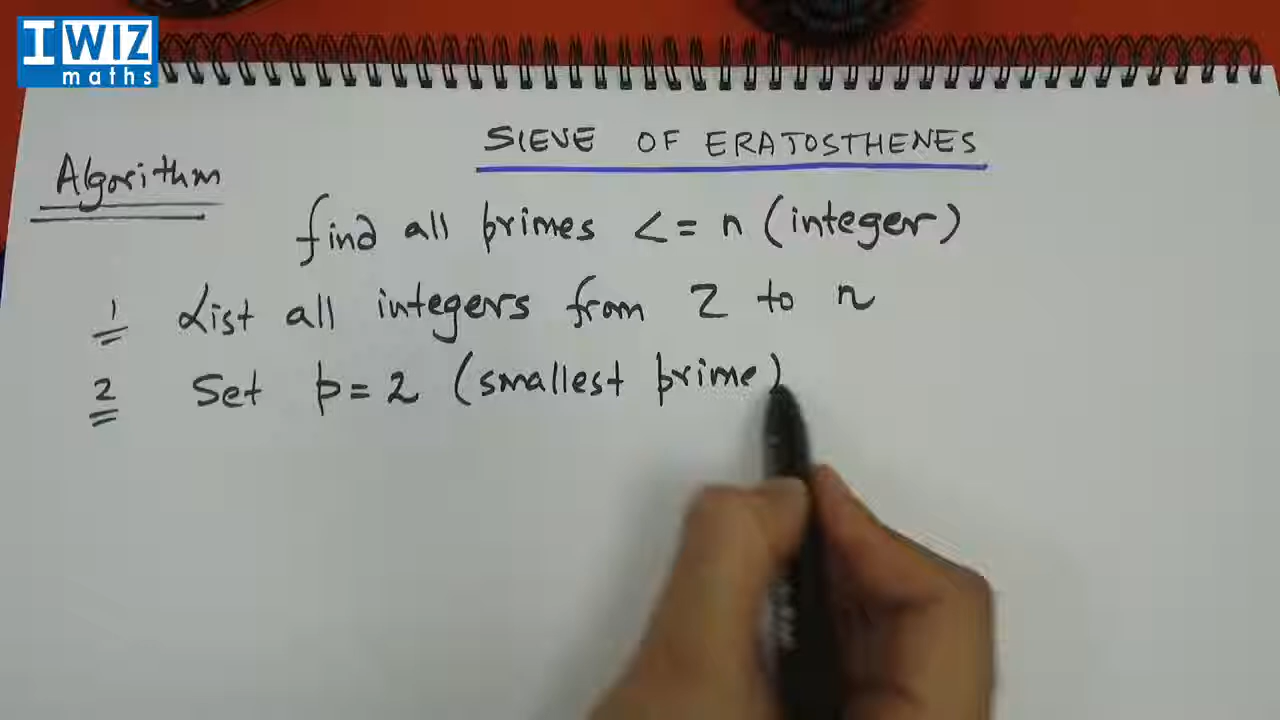 IWIZ
maths
SIEVE OF ERATOSTHENES
Algorithm
find all primes <= n (integer)
1 List all integers from 2 to n
2 Set p = 2 (smallest prime)